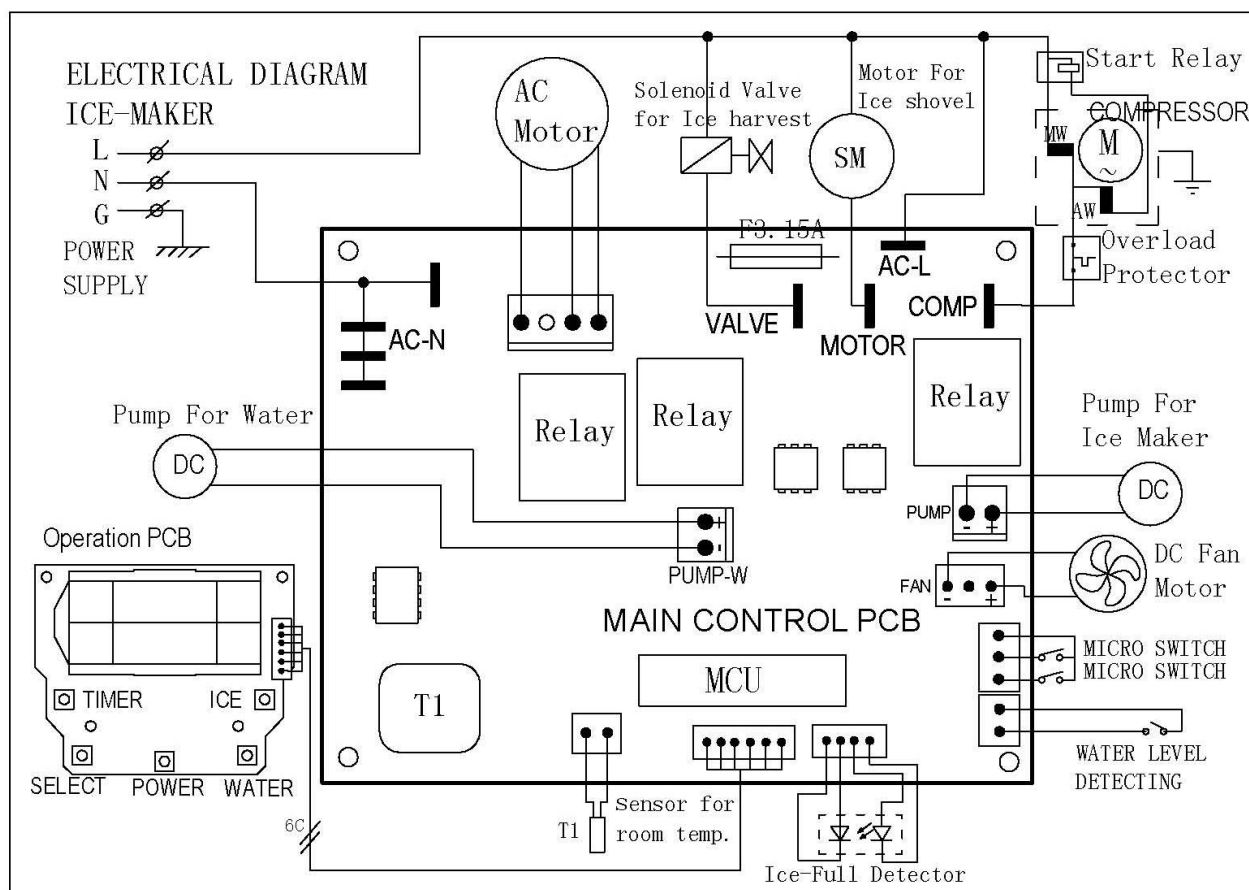 ELECTRICAL DIAGRAM
ICE-MAKER
L
N
G
POWER
SUPPLY
AC
Motor
Solenoid Valve
for Ice harvest
Motor For
Ice shovel
SM
Start Relay
COMPRESSOR
MW
M
~
AW
Overload
Protector
F3.15A
AC-L
AC-N
VALVE
MOTOR
COMP
Relay
Relay
Relay
Pump For Water
DC
Pump For
Ice Maker
DC
PUMP
- +
+
-
PUMP-W
FAN
- +
DC Fan
Motor
Operation PCB
MAIN CONTROL PCB
MCU
T1
MICRO SWITCH
MICRO SWITCH
WATER LEVEL
DETECTING
TIMER
ICE
SELECT
POWER
WATER
6C
T1
Sensor for
room temp.
Ice-Full Detector